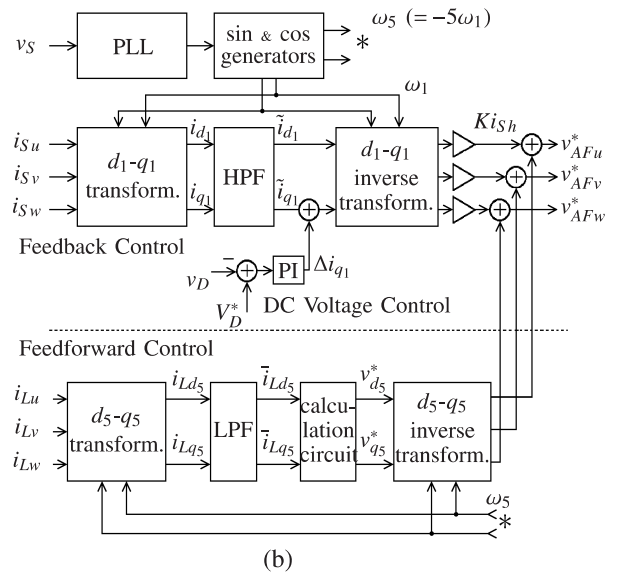 v_S PLL sin & cos generators ω_5 (= −5ω_1)
*
ω_1
i_Su i_Sv i_Sw
d_1-q_1 transform.
i_d1 i_q1
HPF
ĩ_d1 ĩ_q1
d_1-q_1 inverse transform.
Ki_Sh
v*_AFu
v*_AFv
v*_AFw
Feedback Control
v_D − PI Δi_q1
V*_D DC Voltage Control
Feedforward Control
i_Lu i_Lv i_Lw
d_5-q_5 transform.
i_Ld5 i_Lq5
LPF
i̅_Ld5 i̅_Lq5
calcu- lation circuit
v*_d5 v*_q5
d_5-q_5 inverse transform.
ω_5
*
(b)